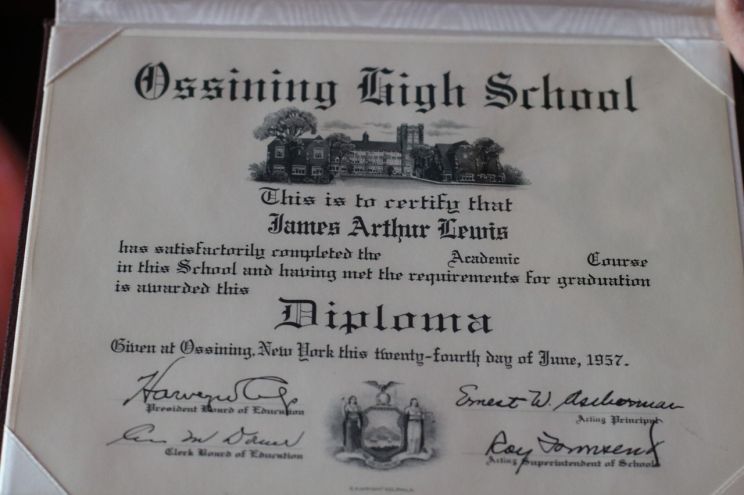 Ossining High School
This is to certify that
James Arthur Lewis
has satisfactorily completed the Academic Course
in this School and having met the requirements for graduation
is awarded this
Diploma
Given at Ossining, New York this twenty-fourth day of June, 1957.
President Board of Education
Ernest W. Ascherman
Acting Principal
Clerk Board of Education
Roy Townsend
Acting Superintendent of Schools